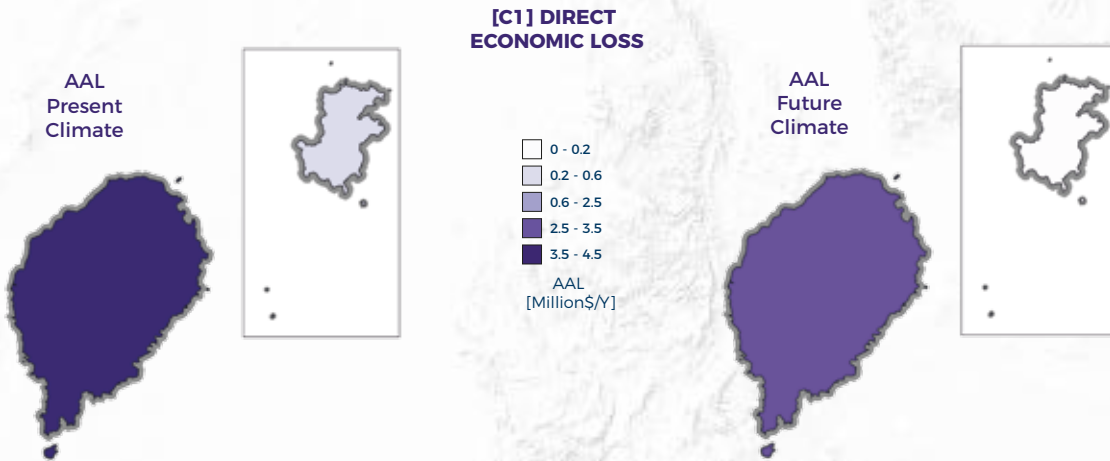 [C1] DIRECT
ECONOMIC LOSS
AAL
Present
Climate
AAL
Future
Climate
0 - 0.2
0.2 - 0.6
0.6 - 2.5
2.5 - 3.5
3.5 - 4.5
AAL
[Million$/Y]